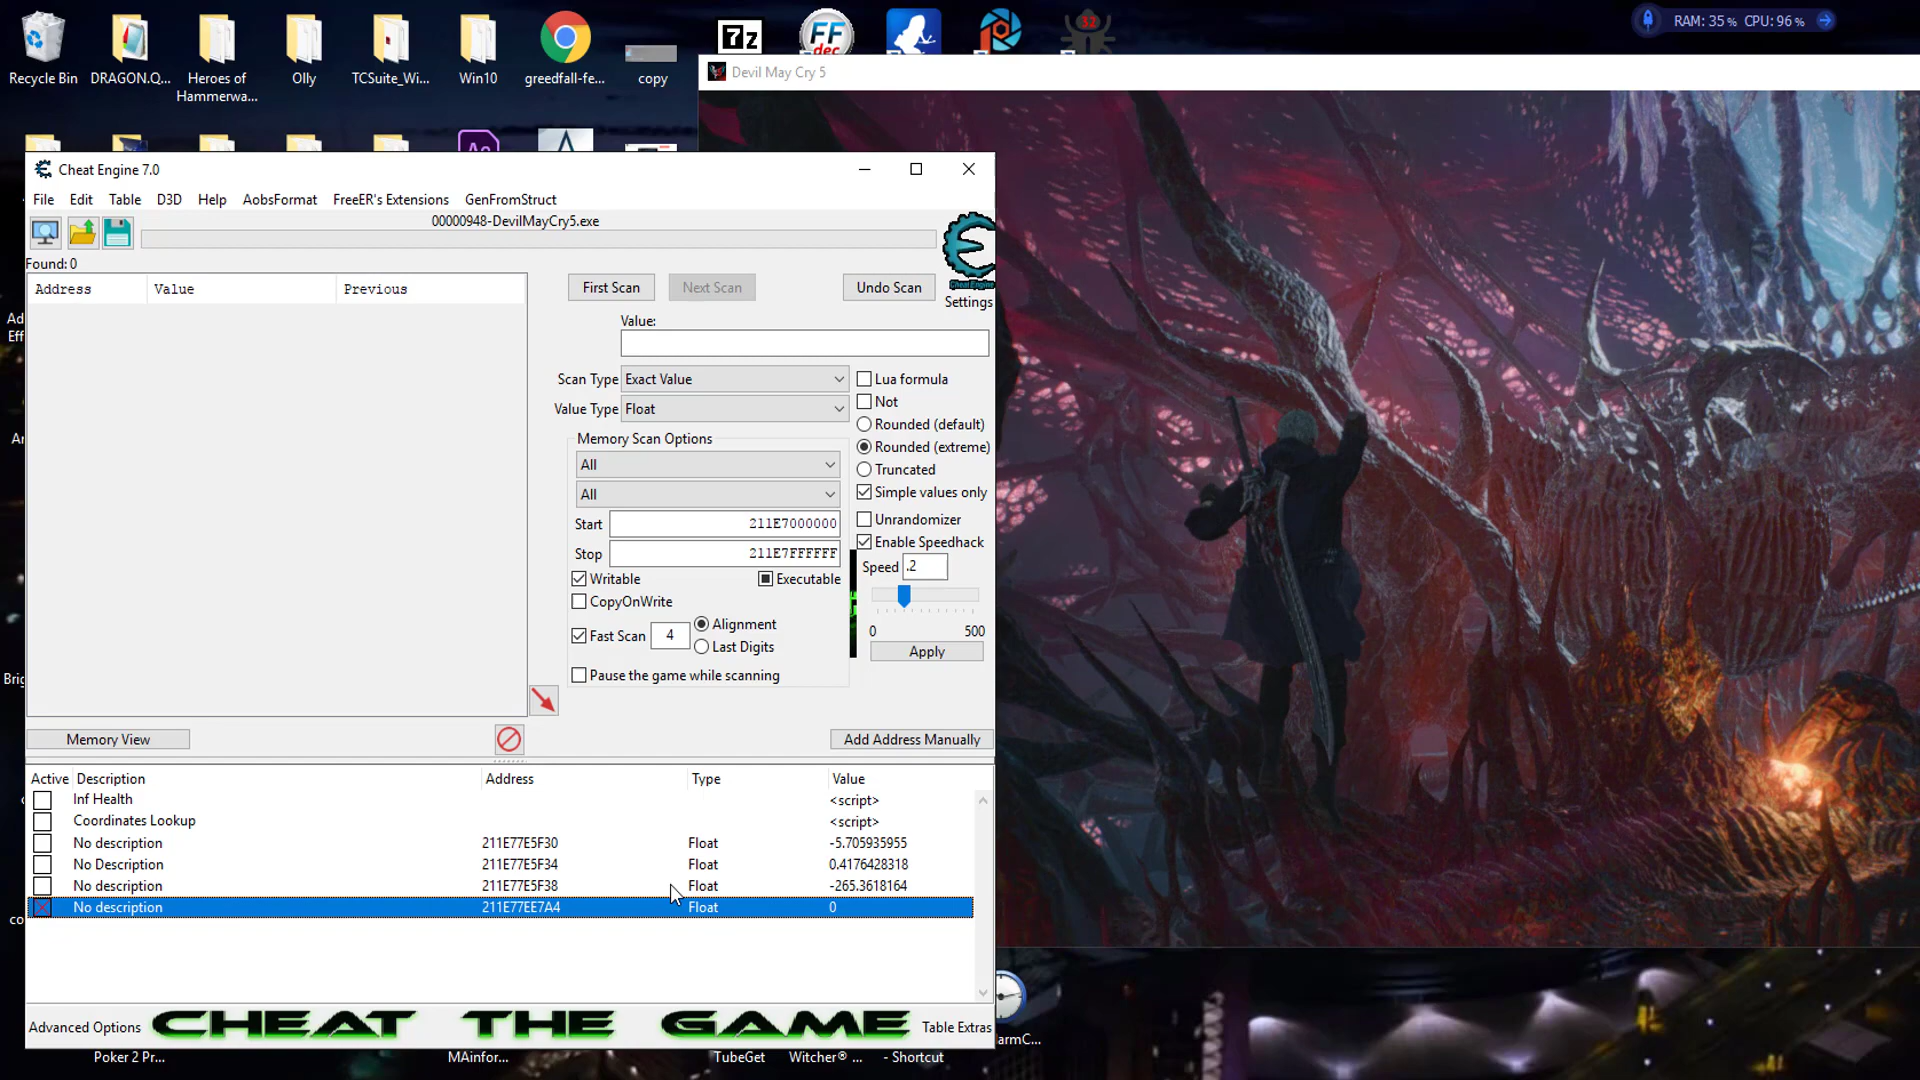 RAM: 35 % CPU: 96 %
7z
FF
dec
32
Recycle Bin
DRAGON.Q...
Heroes of
Hammerwa...
Olly
TCSuite_Wi...
Win10
greedfall-fe...
copy
Devil May Cry 5
Cheat Engine 7.0
File Edit Table D3D Help AobsFormat FreeER's Extensions GenFromStruct
00000948-DevilMayCry5.exe
Found: 0
Address Value Previous
First Scan Next Scan Undo Scan
Cheat Engine
Settings
Value:
Scan Type Exact Value
Lua formula
Not
Value Type Float
Rounded (default)
Memory Scan Options
Rounded (extreme)
All
Truncated
All
Simple values only
Start 211E7000000
Unrandomizer
Stop 211E7FFFFFF
Enable Speedhack
Speed .2
Writable Executable
CopyOnWrite
Fast Scan 4 Alignment
Last Digits
0 500
Apply
Pause the game while scanning
Memory View
Add Address Manually
Active Description Address Type Value
Inf Health <script>
Coordinates Lookup <script>
No description 211E77E5F30 Float -5.705935955
No Description 211E77E5F34 Float 0.4176428318
No description 211E77E5F38 Float -265.3618164
No description 211E77EE7A4 Float 0
Advanced Options CHEAT THE GAME Table Extras
Poker 2 Pr...
MAinfor...
TubeGet
Witcher® ...
- Shortcut